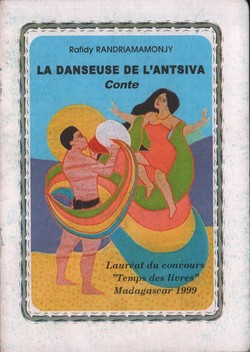 Rafidy RANDRIAMAMONJY
LA DANSEUSE DE L'ANTSIVA
Conte
Lauréat du concours
"Temps des livres"
Madagascar 1999